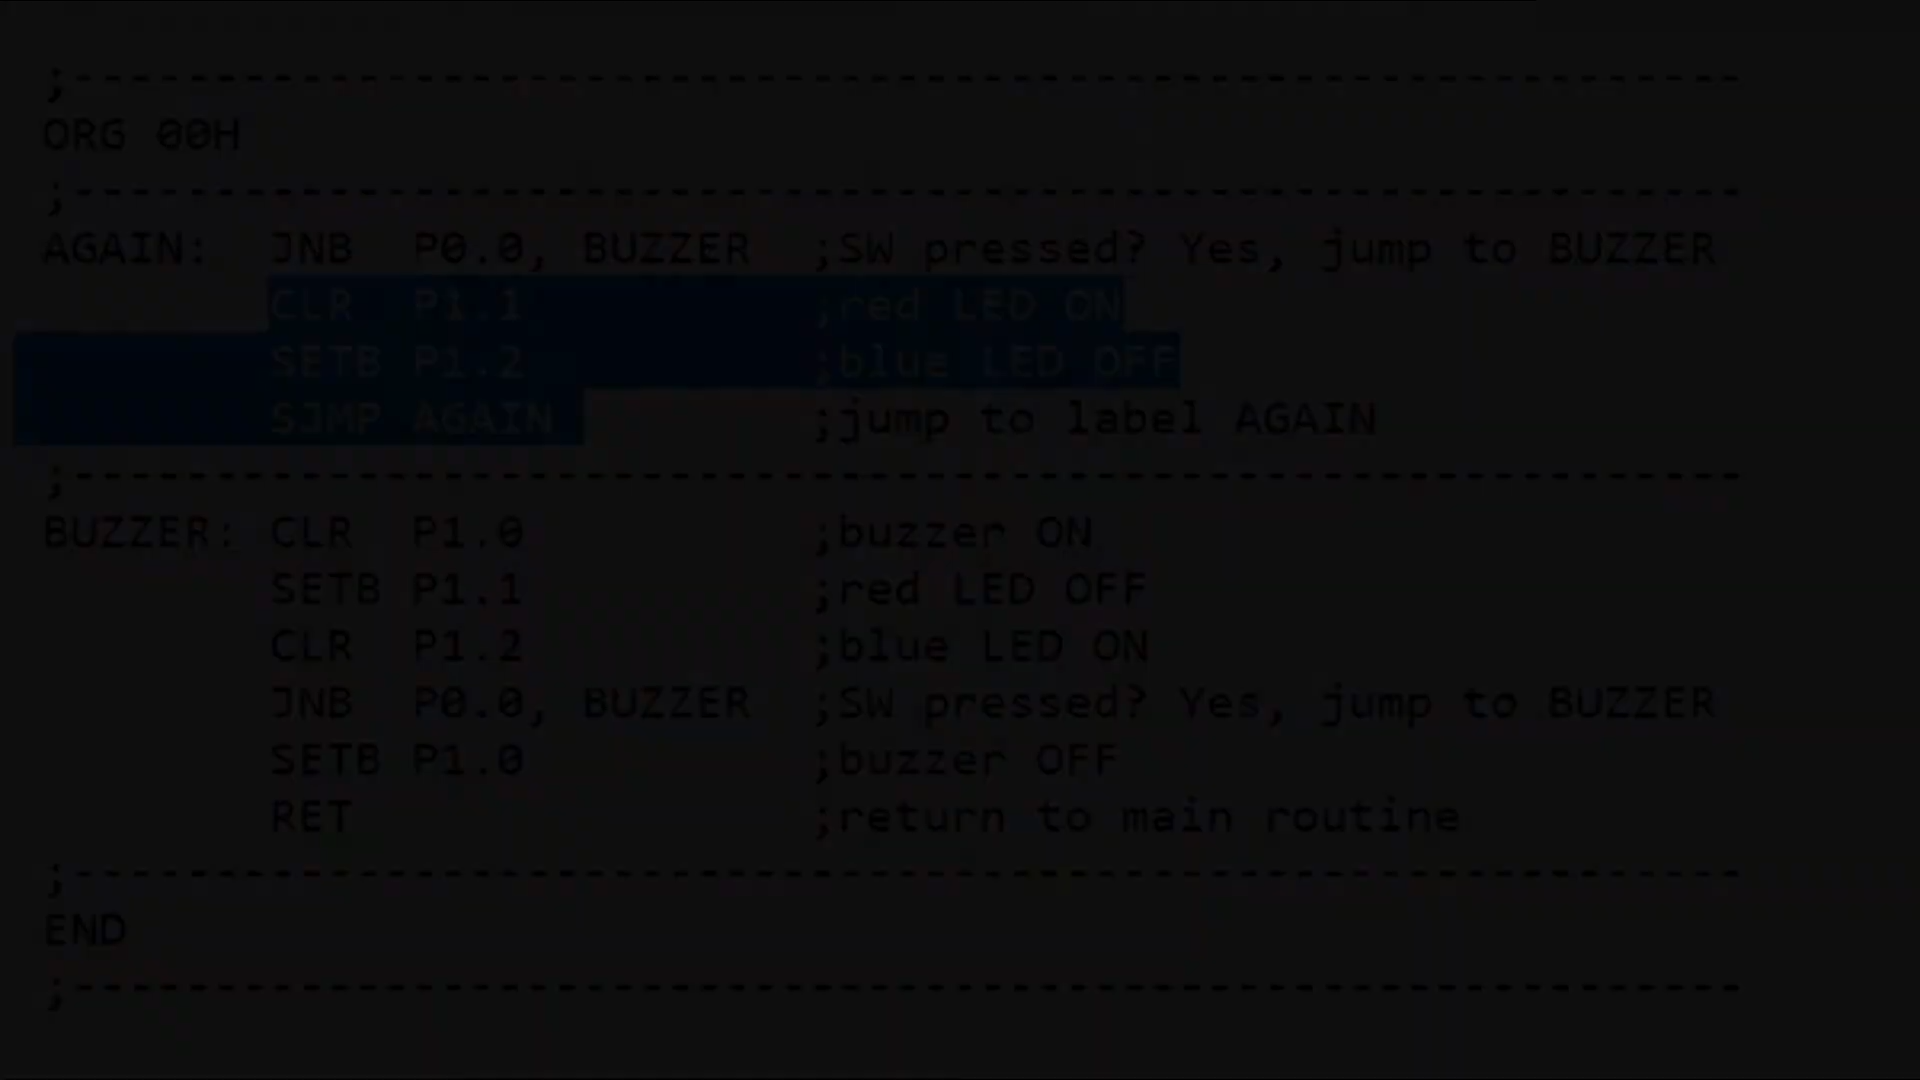 ;-----------------------------------------------------------
ORG 00H
;-----------------------------------------------------------
AGAIN:  JNB  P0.0, BUZZER  ;SW pressed? Yes, jump to BUZZER
        CLR  P1.1          ;red LED ON
        SETB P1.2          ;blue LED OFF
        SJMP AGAIN         ;jump to label AGAIN
;-----------------------------------------------------------
BUZZER: CLR  P1.0          ;buzzer ON
        SETB P1.1          ;red LED OFF
        CLR  P1.2          ;blue LED ON
        JNB  P0.0, BUZZER  ;SW pressed? Yes, jump to BUZZER
        SETB P1.0          ;buzzer OFF
        RET                ;return to main routine
;-----------------------------------------------------------
END
;-----------------------------------------------------------